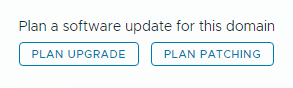 Plan a software update for this domain
PLAN UPGRADE PLAN PATCHING